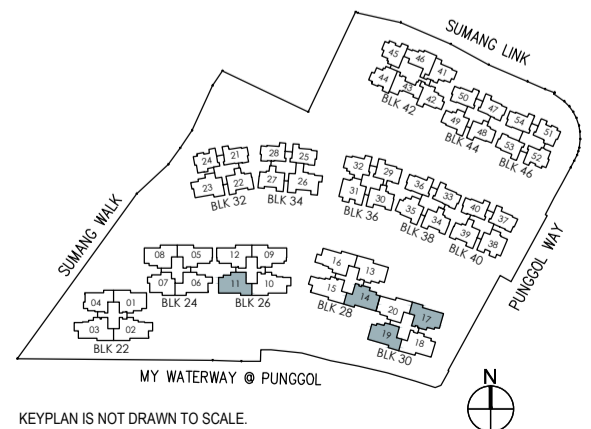 SUMANG LINK
45 46 41
44 43 42
BLK 42
50 47 54 51
49 48 53 52
BLK 44
BLK 46
24 21 28 25
23 22 27 26
BLK 32
BLK 34
32 29 36 33 40 37
31 30 35 34 39 38
BLK 36
BLK 38
BLK 40
SUMANG WALK
PUNGGOL WAY
08 05 12 09
07 06 11 10
BLK 24
BLK 26
16 13
15 14
BLK 28
20 17
19 18
BLK 30
04 01
03 02
BLK 22
MY WATERWAY @ PUNGGOL
N
KEYPLAN IS NOT DRAWN TO SCALE.